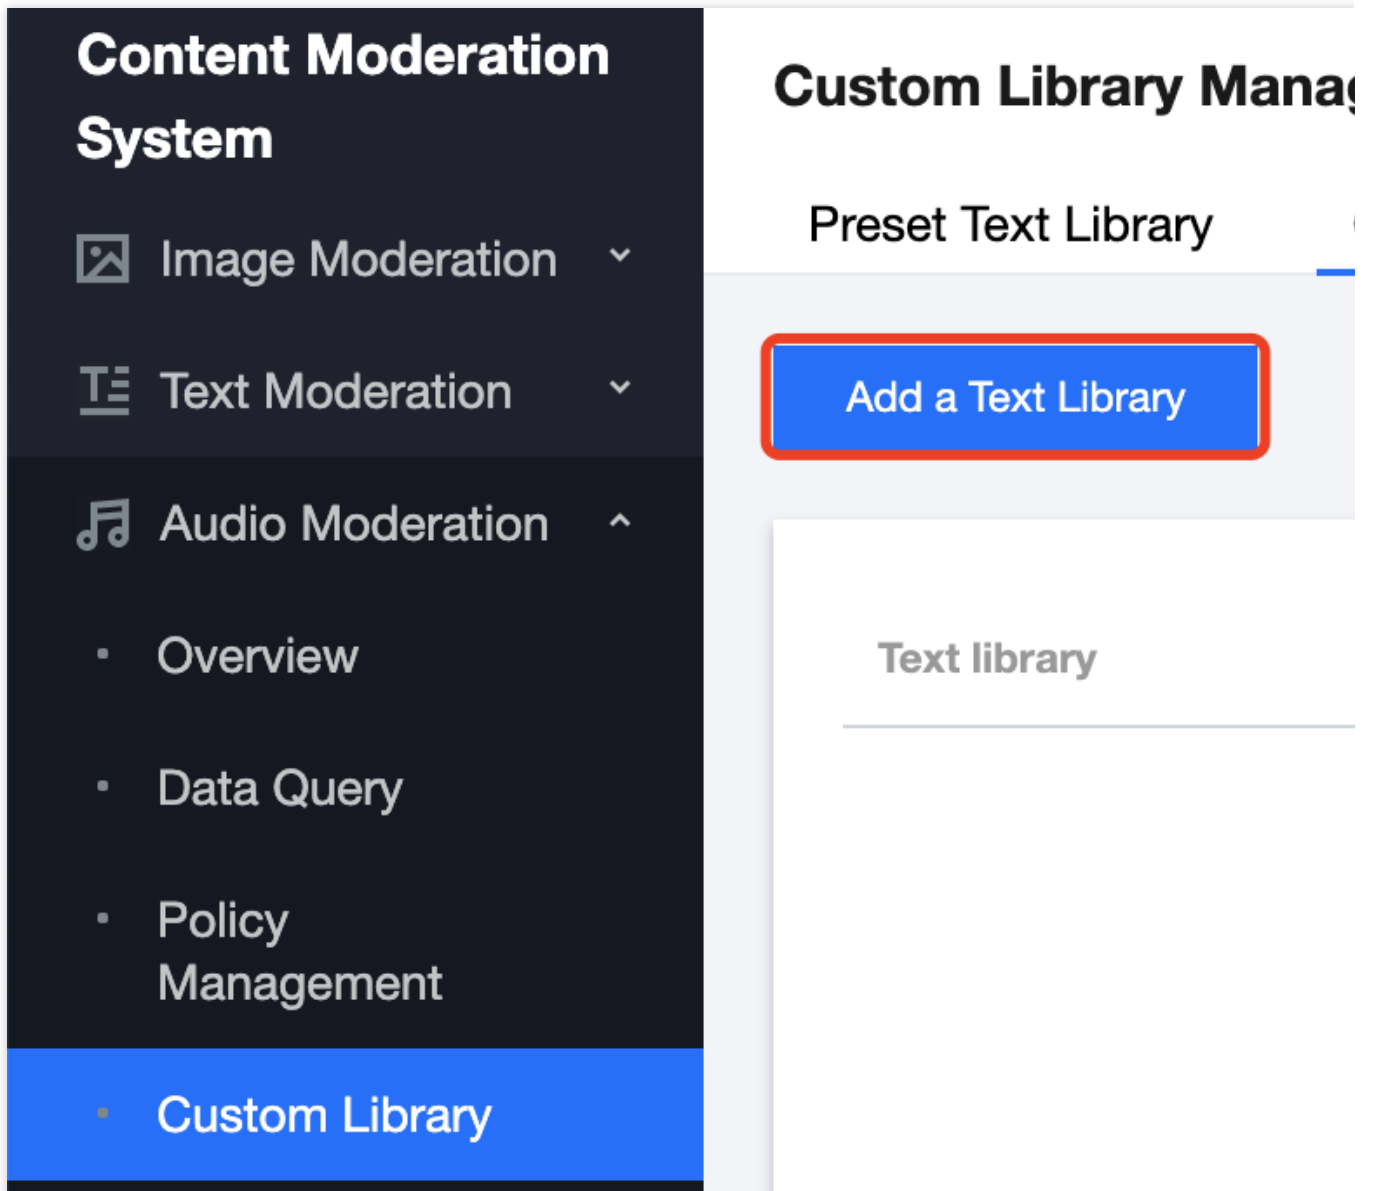 Content Moderation
System
Image Moderation
Text Moderation
Audio Moderation
Overview
Data Query
Policy
Management
Custom Library
Custom Library
Preset Text Library
Add a Text Library
Text library